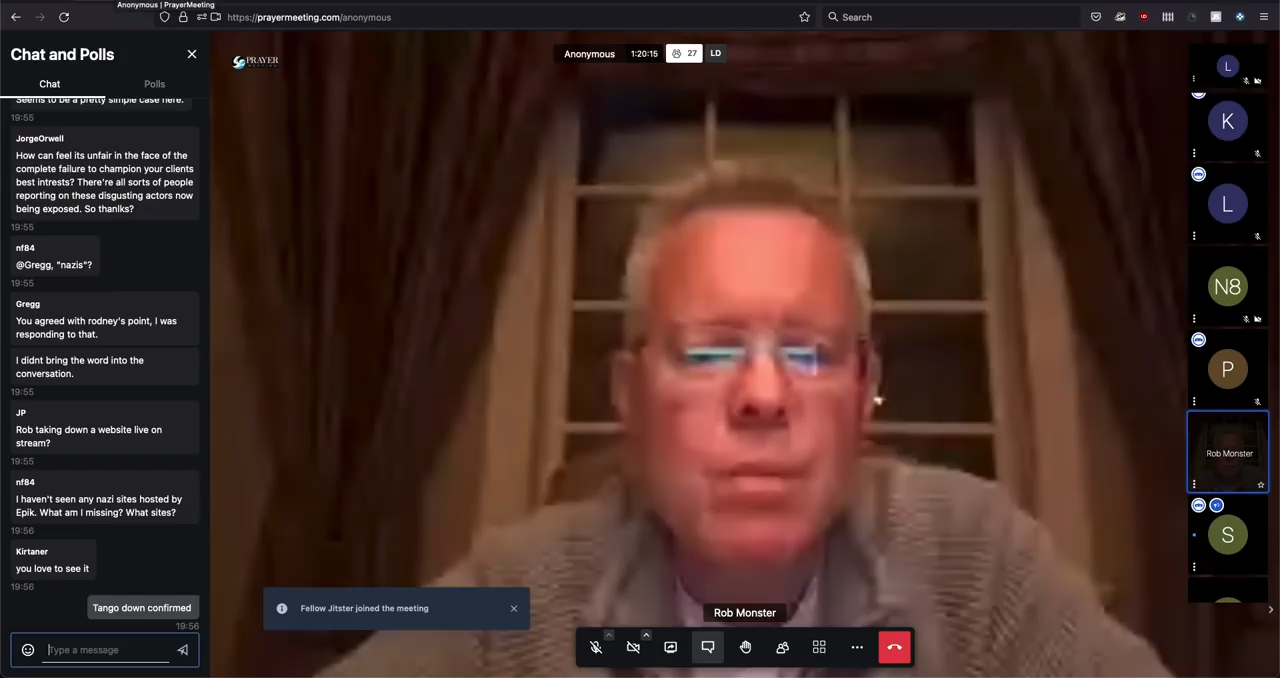 Anonymous | PrayerMeeting
https://prayermeeting.com/anonymous
Search
Chat and Polls
Chat
Polls
Seems to be a pretty simple case here.
19:55
JorgeOrwell
How can feel its unfair in the face of the
complete failure to champion your clients
best intrests? There're all sorts of people
reporting on these disgusting actors now
being exposed. So thanlks?
19:55
nf84
@Gregg, "nazis"?
19:55
Gregg
You agreed with rodney's point, I was
responding to that.
I didnt bring the word into the
conversation.
19:55
JP
Rob taking down a website live on
stream?
19:55
nf84
I haven't seen any nazi sites hosted by
Epik. What am I missing? What sites?
19:56
Kirtaner
you love to see it
19:56
Tango down confirmed
19:56
Type a message
PRAYER
Anonymous
1:20:15
27
LD
Fellow Jitster joined the meeting
Rob Monster
L
K
L
N8
P
Rob Monster
S